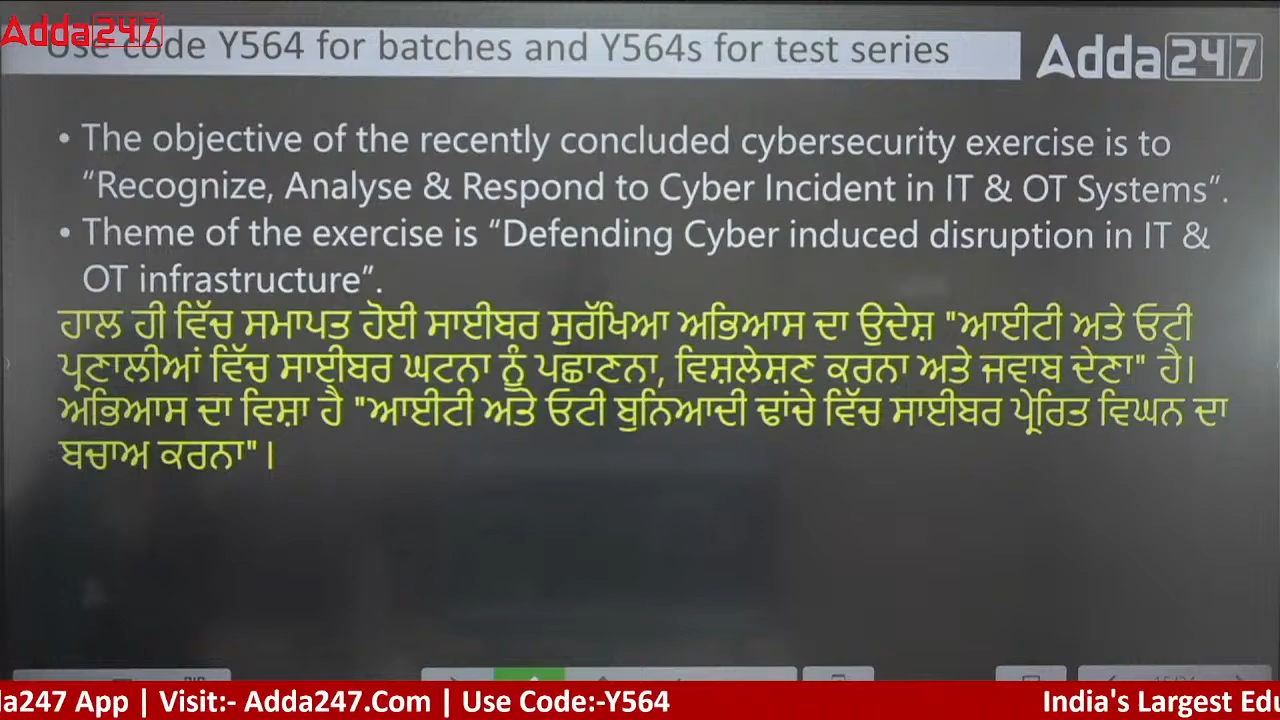 Adda247
Use code Y564 for batches and Y564s for test series
Adda247
• The objective of the recently concluded cybersecurity exercise is to
“Recognize, Analyse & Respond to Cyber Incident in IT & OT Systems”.
• Theme of the exercise is “Defending Cyber induced disruption in IT &
OT infrastructure”.
ਹਾਲ ਹੀ ਵਿੱਚ ਸਮਾਪਤ ਹੋਈ ਸਾਈਬਰ ਸੁਰੱਖਿਆ ਅਭਿਆਸ ਦਾ ਉਦੇਸ਼ "ਆਈਟੀ ਅਤੇ ਓਟੀ
ਪ੍ਰਣਾਲੀਆਂ ਵਿੱਚ ਸਾਈਬਰ ਘਟਨਾ ਨੂੰ ਪਛਾਣਨਾ, ਵਿਸ਼ਲੇਸ਼ਣ ਕਰਨਾ ਅਤੇ ਜਵਾਬ ਦੇਣਾ" ਹੈ।
ਅਭਿਆਸ ਦਾ ਵਿਸ਼ਾ ਹੈ "ਆਈਟੀ ਅਤੇ ਓਟੀ ਬੁਨਿਆਦੀ ਢਾਂਚੇ ਵਿੱਚ ਸਾਈਬਰ ਪ੍ਰੇਰਿਤ ਵਿਘਨ ਦਾ
ਬਚਾਅ ਕਰਨਾ"।
da247 App | Visit:- Adda247.Com | Use Code:-Y564
India's Largest Edu